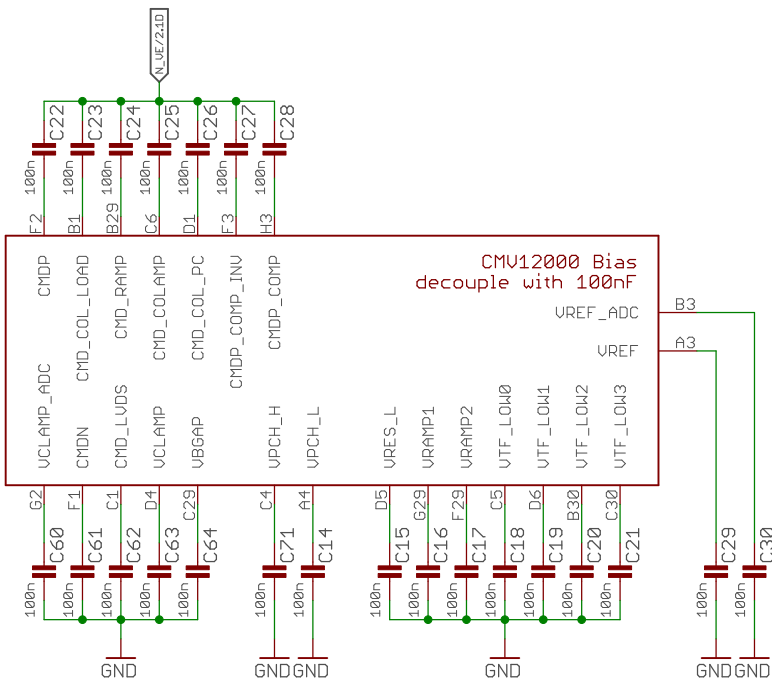 N_VE/2.1D
C22 C23 C24 C25 C26 C27 C28
100n 100n 100n 100n 100n 100n 100n
F2 B1 B29 C6 D1 F3 H3
CMDP CMD_COL_LOAD CMD_RAMP CMD_COLAMP CMD_COL_PC CMDP_COMP_INV CMDP_COMP
CMV12000 Bias
decouple with 100nF
VREF_ADC B3
VREF A3
VCLAMP_ADC CMDN CMD_LVDS VCLAMP VBGAP VPCH_H VPCH_L VRES_L VRAMP1 VRAMP2 VTF_LOW0 VTF_LOW1 VTF_LOW2 VTF_LOW3
G2 F1 C1 D4 C29 C4 A4 D5 G29 F29 C5 D6 B30 C30
C60 C61 C62 C63 C64 C71 C14 C15 C16 C17 C18 C19 C20 C21 C29 C30
100n 100n 100n 100n 100n 100n 100n 100n 100n 100n 100n 100n 100n 100n 100n 100n
GND GND GND GND GND GND